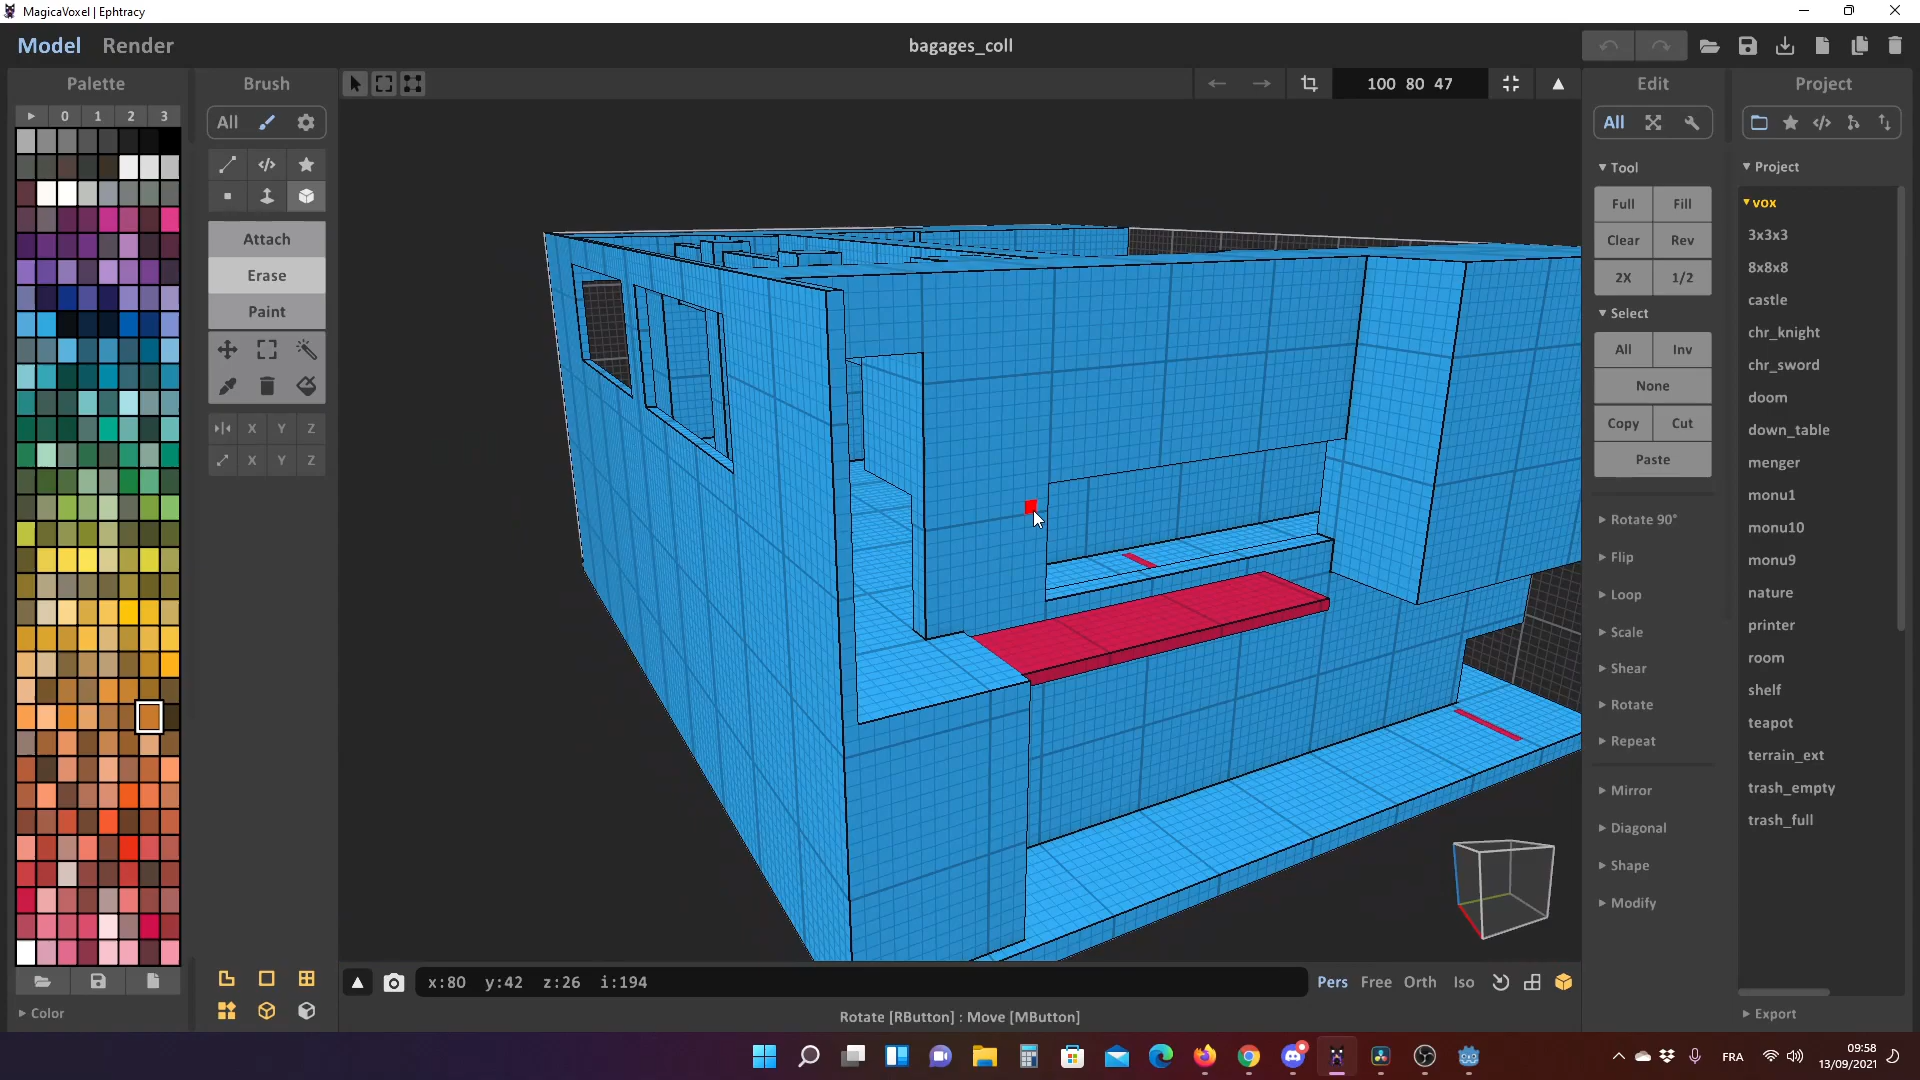 MagicaVoxel | Ephtracy
Model Render
bagages_coll
Palette
Brush
100 80 47
Edit
Project
0 1 2 3
All
All
Tool
Project
Full Fill
vox
Clear Rev
3x3x3
Attach
2X 1/2
8x8x8
Erase
Select
castle
Paint
All Inv
chr_knight
None
chr_sword
Copy Cut
doom
X Y Z
down_table
X Y Z
Paste
menger
monu1
Rotate 90°
monu10
Flip
monu9
Loop
nature
Scale
printer
Shear
room
Rotate
shelf
Repeat
teapot
terrain_ext
Mirror
trash_empty
Diagonal
trash_full
Shape
Modify
x:80 y:42 z:26 i:194
Pers Free Orth Iso
Color
Rotate [RButton] : Move [MButton]
Export
FRA
09:58
13/09/2021